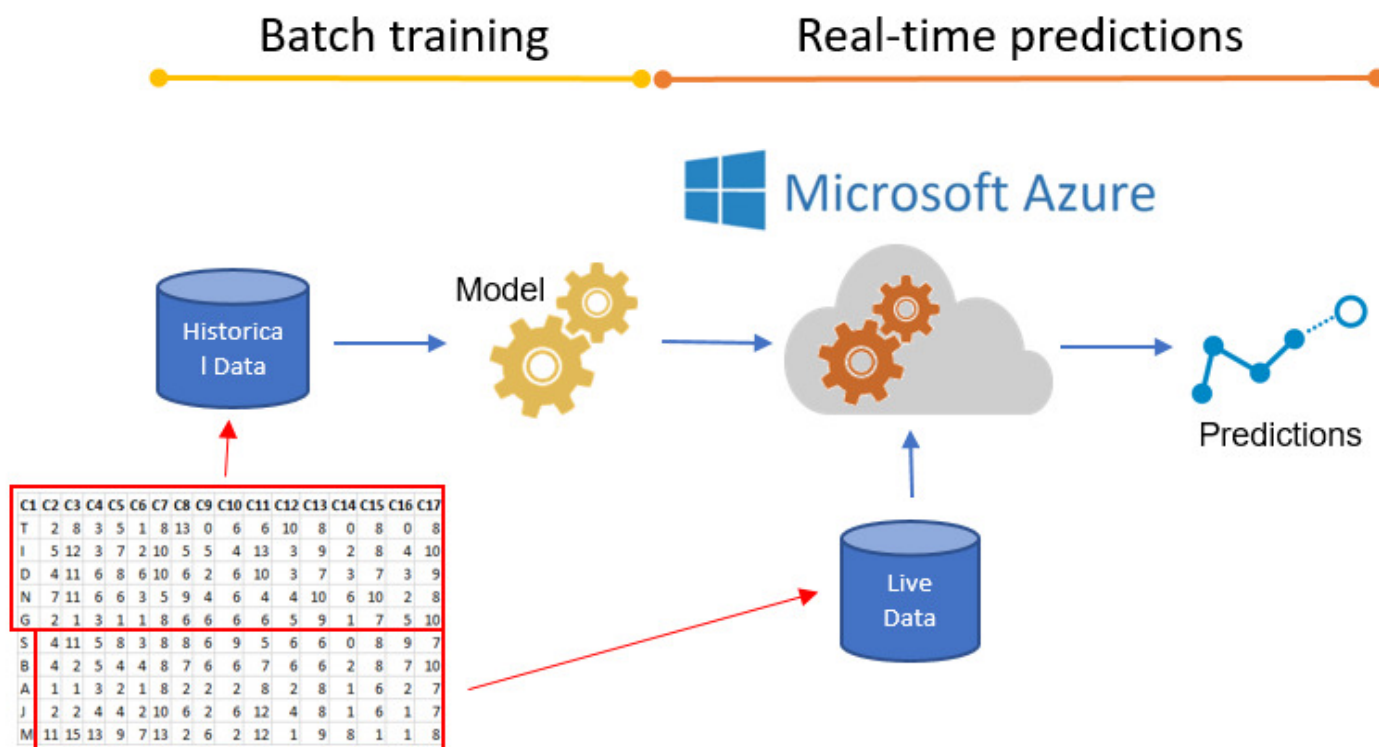 Batch training
Real-time predictions
Microsoft Azure
Model
Historica
l Data
Predictions
Live
Data
C1 C2 C3 C4 C5 C6 C7 C8 C9 C10 C11 C12 C13 C14 C15 C16 C17
T 2 8 3 5 1 8 13 0 6 6 10 8 0 8 0 8
I 5 12 3 7 2 10 5 5 4 13 3 9 2 8 4 10
D 4 11 6 8 6 10 6 2 6 10 3 7 3 7 3 9
N 7 11 6 6 3 5 9 4 6 4 4 10 6 10 2 8
G 2 1 3 1 1 8 6 6 6 6 5 9 1 7 5 10
S 4 11 5 8 3 8 8 6 9 5 6 6 0 8 9 7
B 4 2 5 4 4 8 7 6 6 7 6 6 2 8 7 10
A 1 1 3 2 1 8 2 2 2 8 2 8 1 6 2 7
J 2 2 4 4 2 10 6 2 6 12 4 8 1 6 1 7
M 11 15 13 9 7 13 2 6 2 12 1 9 8 1 1 8